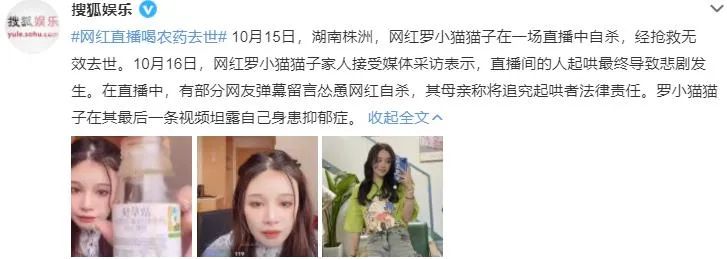 搜狐娱乐
yule.sohu.com
搜狐娱乐
#网红直播喝农药去世# 10月15日，湖南株洲，网红罗小猫猫子在一场直播中自杀，经抢救无
效去世。10月16日，网红罗小猫猫子家人接受媒体采访表示，直播间的人起哄最终导致悲剧发
生。在直播中，有部分网友弹幕留言怂恿网红自杀，其母亲称将追究起哄者法律责任。罗小猫猫
子在其最后一条视频坦露自己身患抑郁症。 收起全文
119